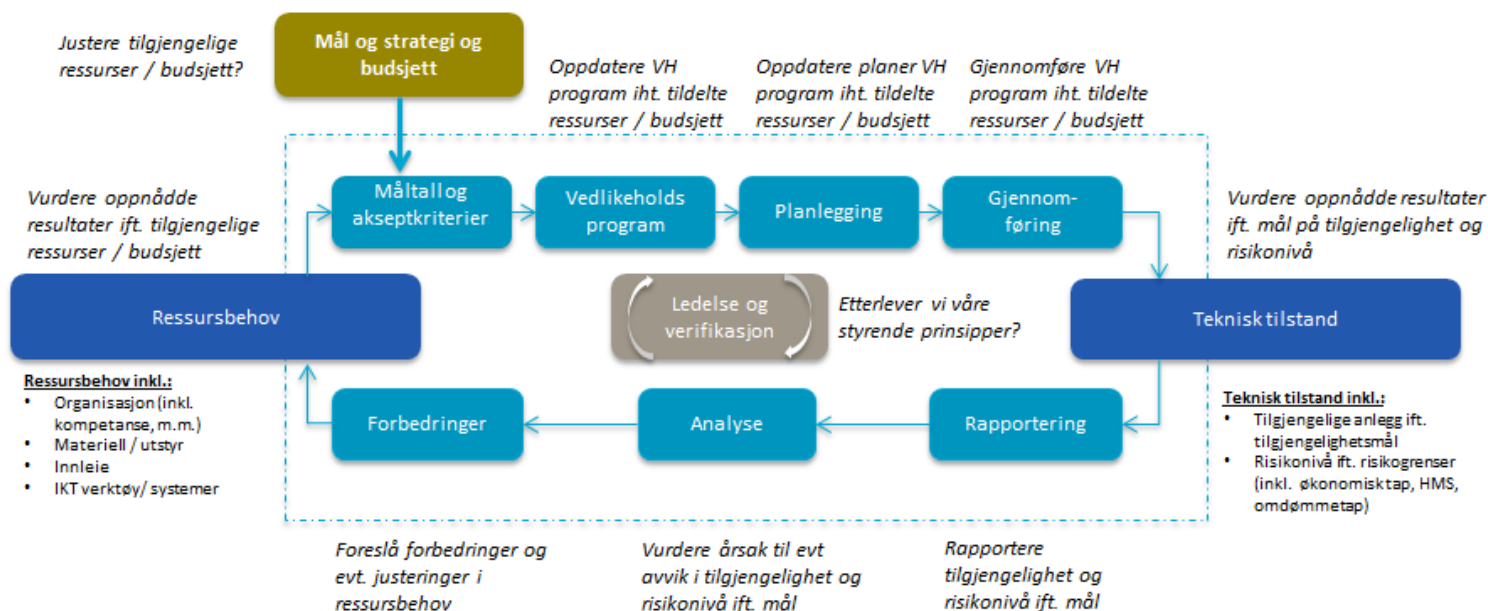 Justere tilgjengelige
ressurser / budsjett?
Mål og strategi og
budsjett
Oppdatere VH
program iht. tildelte
ressurser / budsjett
Oppdatere planer VH
program iht. tildelte
ressurser / budsjett
Gjennomføre VH
program iht. tildelte
ressurser / budsjett
Vurdere oppnådde
resultater ift. tilgjengelige
ressurser / budsjett
Måltall og
akseptkriterier
Vedlikeholds
program
Planlegging
Gjennom-
føring
Vurdere oppnådde resultater
ift. mål på tilgjengelighet og
risikonivå
Ressursbehov
Ledelse og
verifikasjon
Etterlever vi våre
styrende prinsipper?
Teknisk tilstand
Ressursbehov inkl.:
• Organisasjon (inkl.
kompetanse, m.m.)
• Materiell / utstyr
• Innleie
• IKT verktøy/ systemer
Forbedringer
Analyse
Rapportering
Teknisk tilstand inkl.:
• Tilgjengelige anlegg ift.
tilgjengelighetsmål
• Risikonivå ift. risikogrenser
(inkl. økonomisk tap, HMS,
omdømmetap)
Foreslå forbedringer og
evt. justeringer i
ressursbehov
Vurdere årsak til evt
avvik i tilgjengelighet og
risikonivå ift. mål
Rapportere
tilgjengelighet og
risikonivå ift. mål